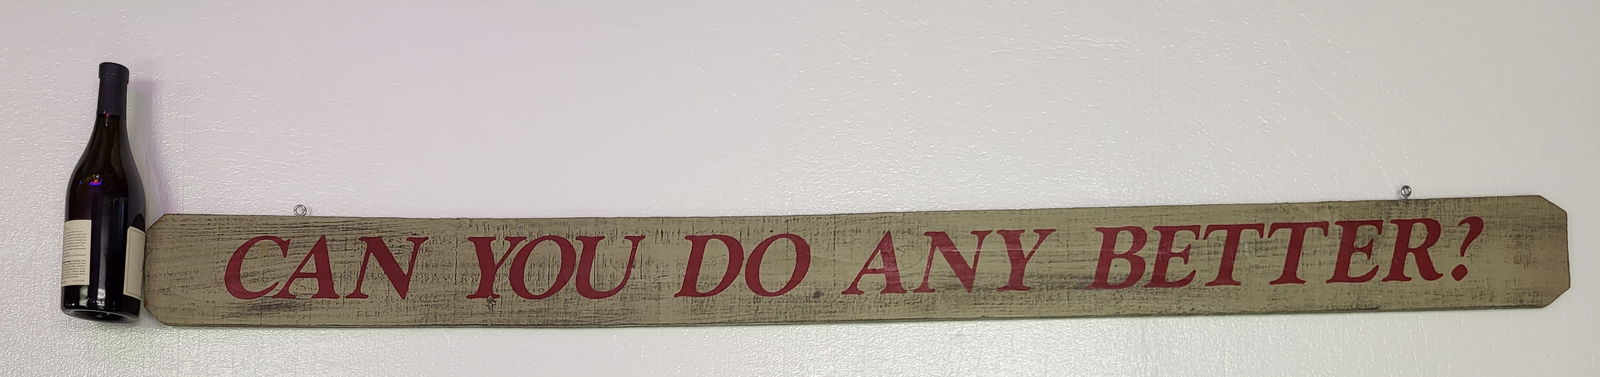 CAN YOU DO ANY BETTER?